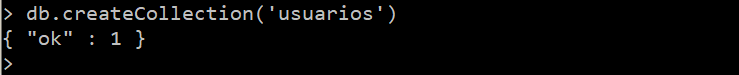 > db.createCollection('usuarios')
{ "ok" : 1 }
>